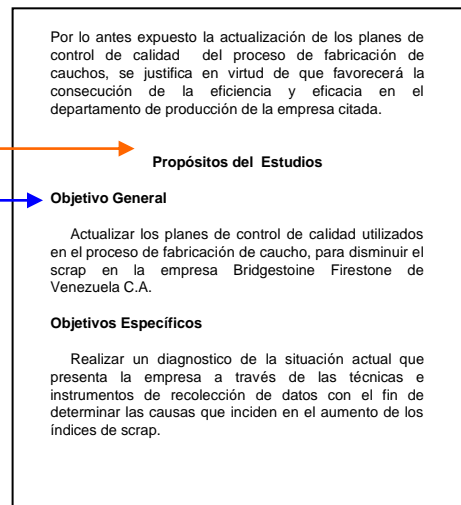 Por lo antes expuesto la actualización de los planes de
control de calidad del proceso de fabricación de
cauchos, se justifica en virtud de que favorecerá la
consecución de la eficiencia y eficacia en el
departamento de producción de la empresa citada.
Propósitos del Estudios
Objetivo General
Actualizar los planes de control de calidad utilizados
en el proceso de fabricación de caucho, para disminuir el
scrap en la empresa Bridgestoine Firestone de
Venezuela C.A.
Objetivos Específicos
Realizar un diagnostico de la situación actual que
presenta la empresa a través de las técnicas e
instrumentos de recolección de datos con el fin de
determinar las causas que inciden en el aumento de los
índices de scrap.